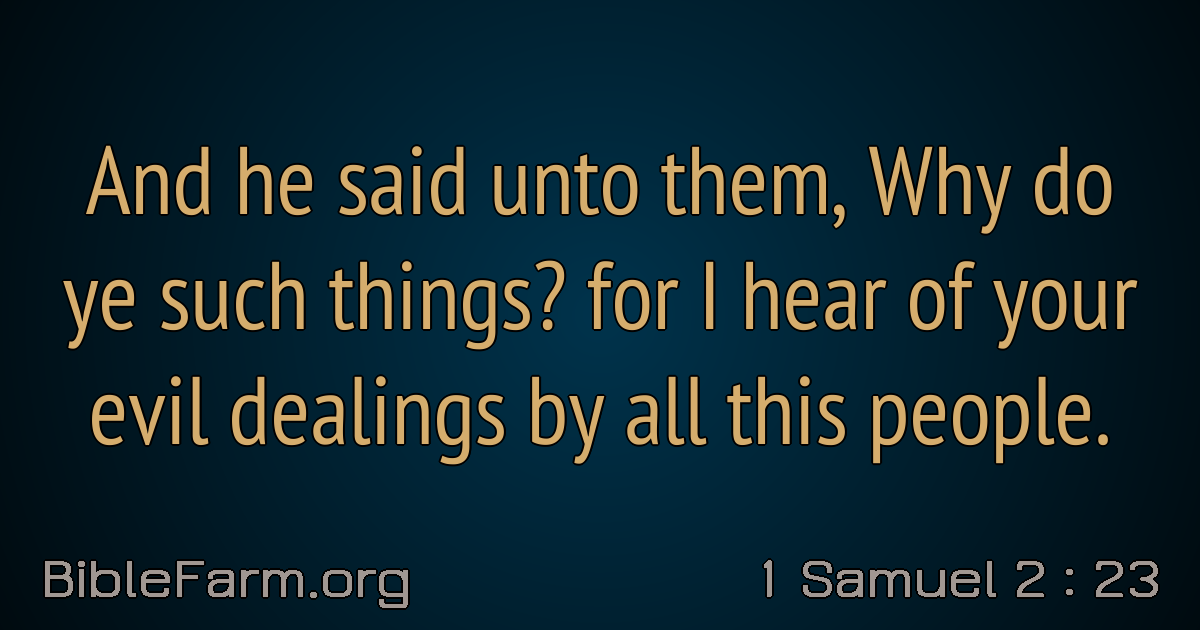 And he said unto them, Why do
ye such things? for I hear of your
evil dealings by all this people.
BibleFarm.org
1 Samuel 2 : 23